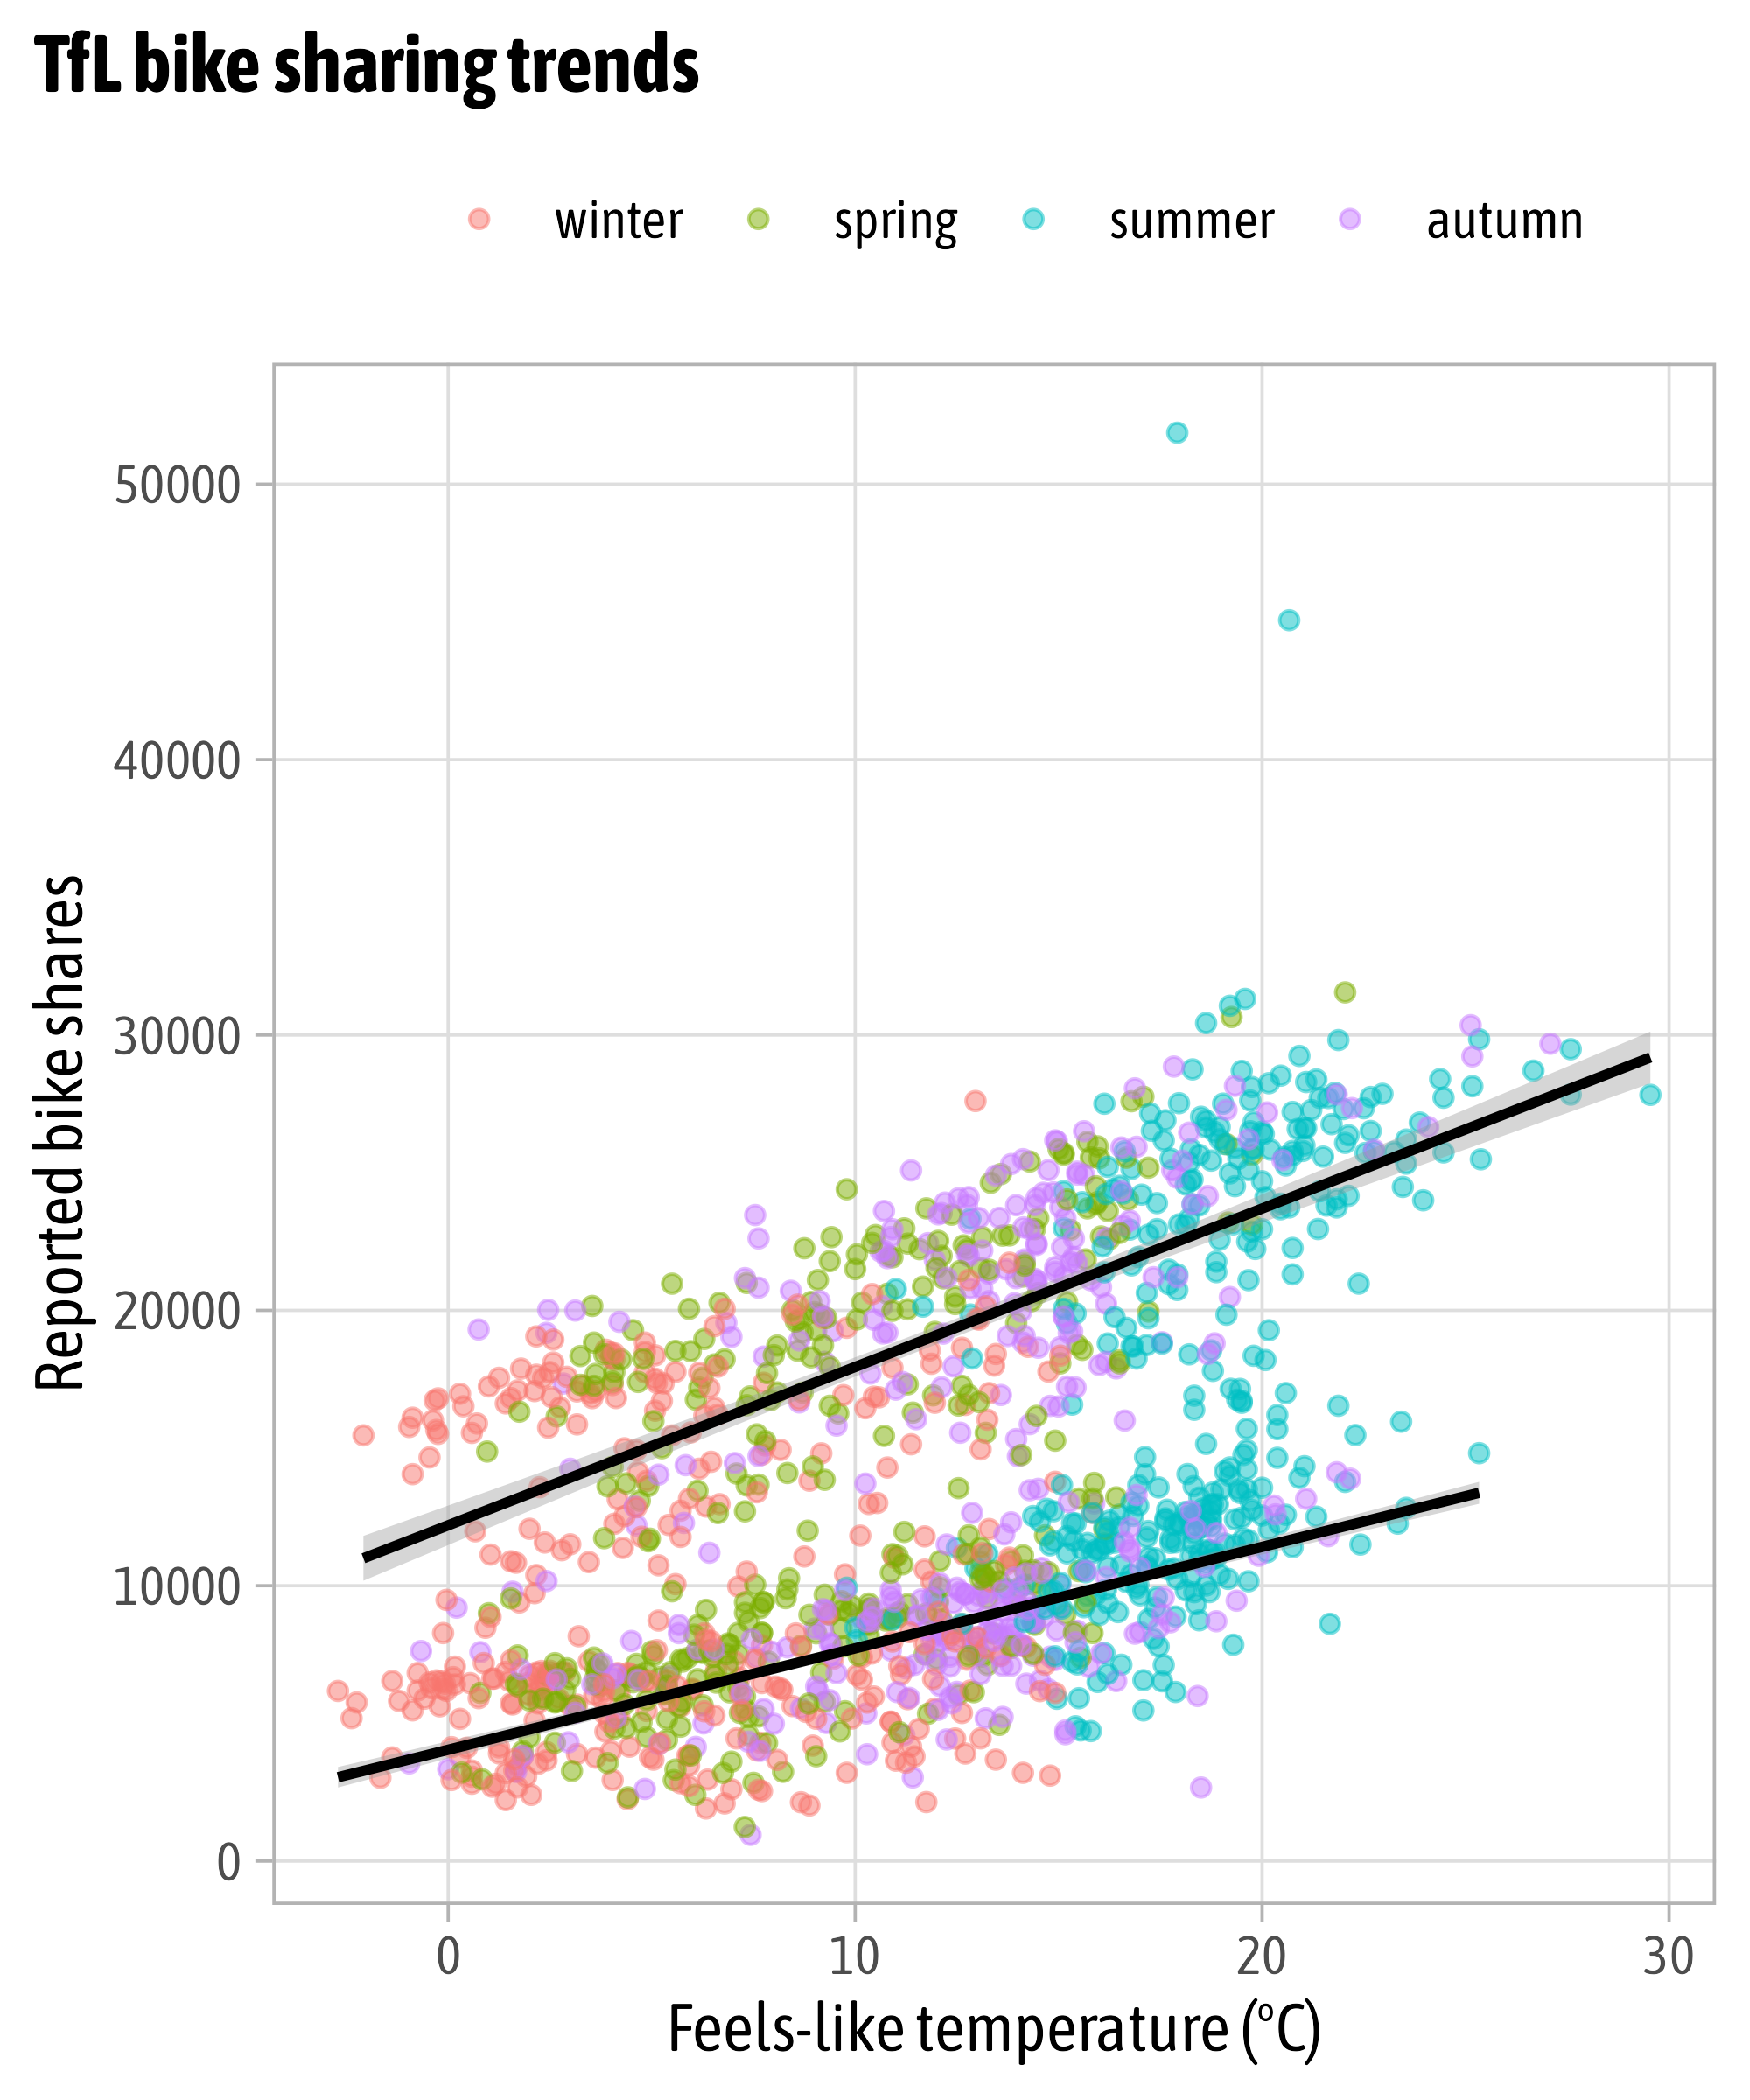 TfL bike sharing trends
winter spring summer autumn
50000
40000
30000
20000
10000
0
Reported bike shares
0 10 20 30
Feels-like temperature (°C)